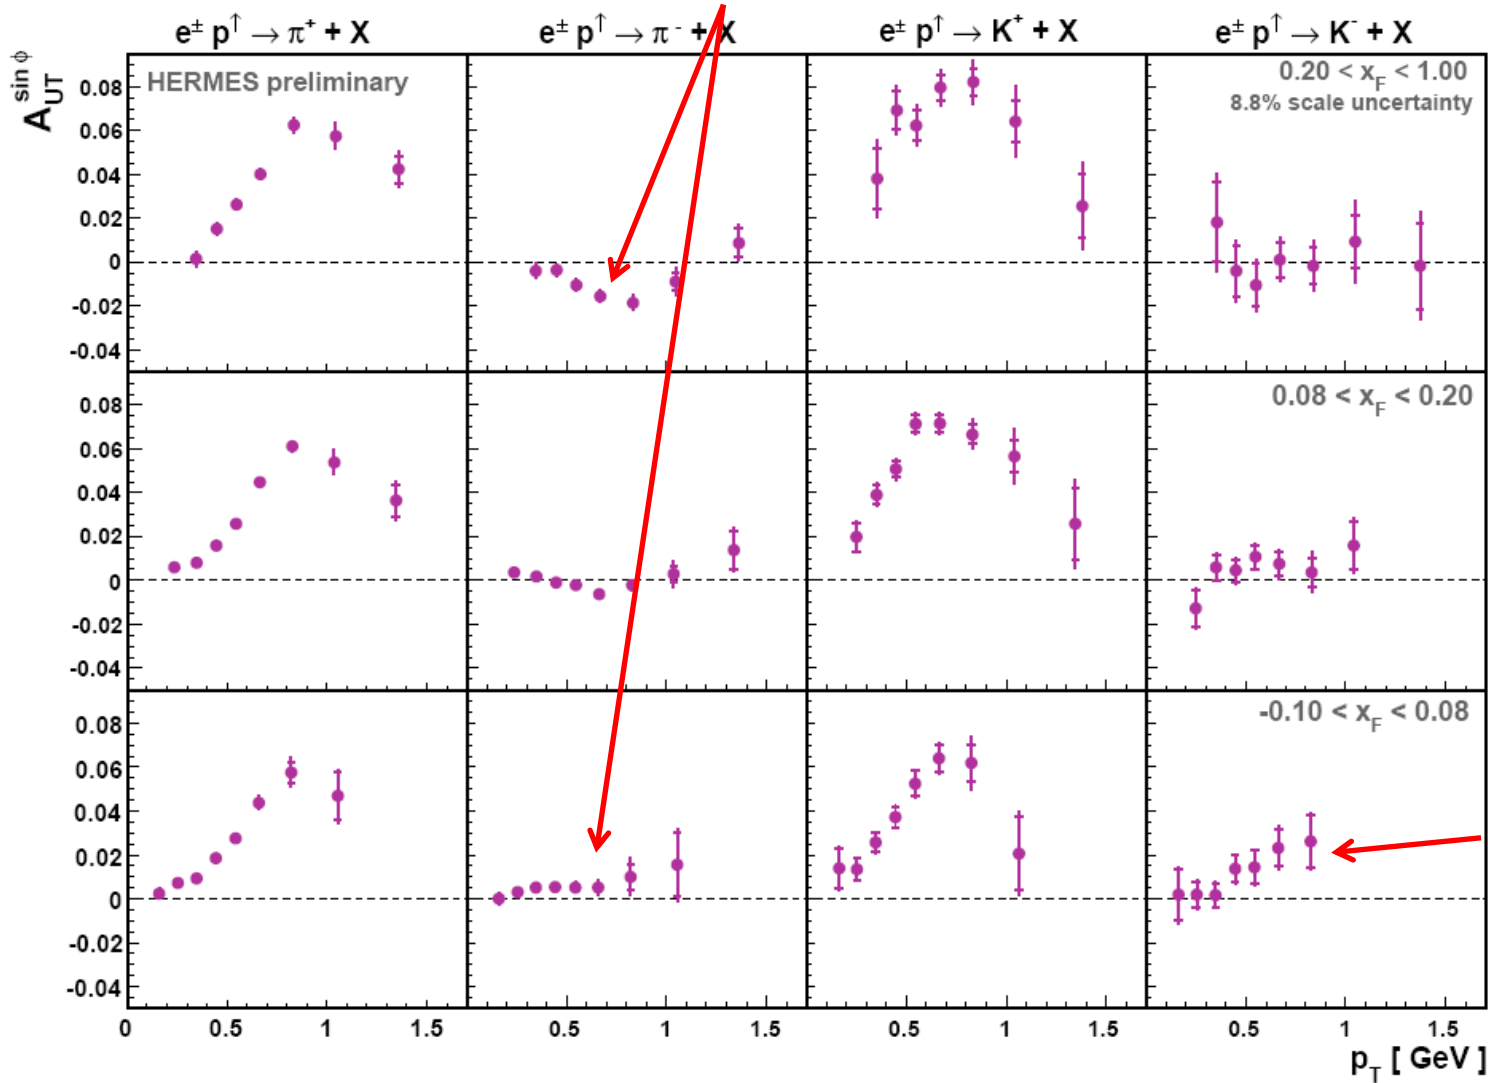 e± p↑ → π+ + X
e± p↑ → π- + X
e± p↑ → K+ + X
e± p↑ → K- + X
A_UT^sin ϕ
HERMES preliminary
0.20 < x_F < 1.00
8.8% scale uncertainty
0.08
0.06
0.04
0.02
0
-0.02
-0.04
0.08 < x_F < 0.20
0.08
0.06
0.04
0.02
0
-0.02
-0.04
-0.10 < x_F < 0.08
0.08
0.06
0.04
0.02
0
-0.02
-0.04
0 0.5 1 1.5 0.5 1 1.5 0.5 1 1.5 0.5 1 1.5
p_T [ GeV ]